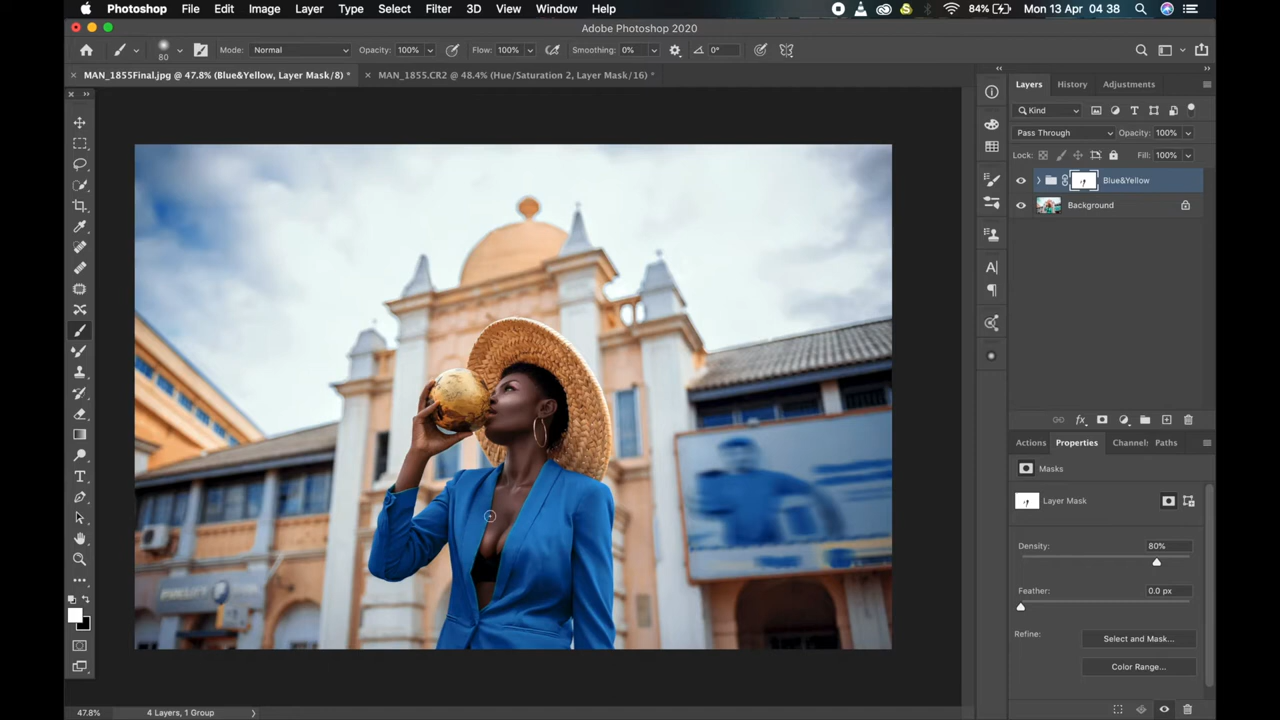 Photoshop File Edit Image Layer Type Select Filter 3D View Window Help 84% Mon 13 Apr 04 38
Adobe Photoshop 2020
Mode: Normal Opacity: 100% Flow: 100% Smoothing: 0% 0°
80
MAN_1855Final.jpg @ 47.8% (Blue&Yellow, Layer Mask/8) * MAN_1855.CR2 @ 48.4% (Hue/Saturation 2, Layer Mask/16) *
Layers History Adjustments
Kind
Pass Through Opacity: 100%
Lock: Fill: 100%
Blue&Yellow
Background
Actions Properties Channel: Paths
Masks
Layer Mask
Density: 80%
Feather: 0.0 px
Refine: Select and Mask...
Color Range...
47.8% 4 Layers, 1 Group